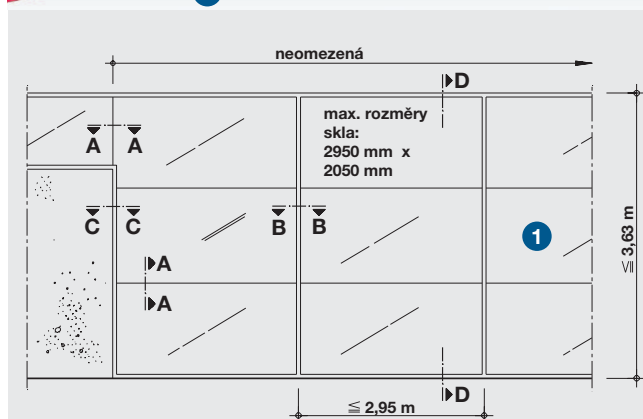 neomezená
D
max. rozměry
skla:
2950 mm x
2050 mm
A A
C C
B B
1
A
A
≦ 3,63 m
D
≦ 2,95 m